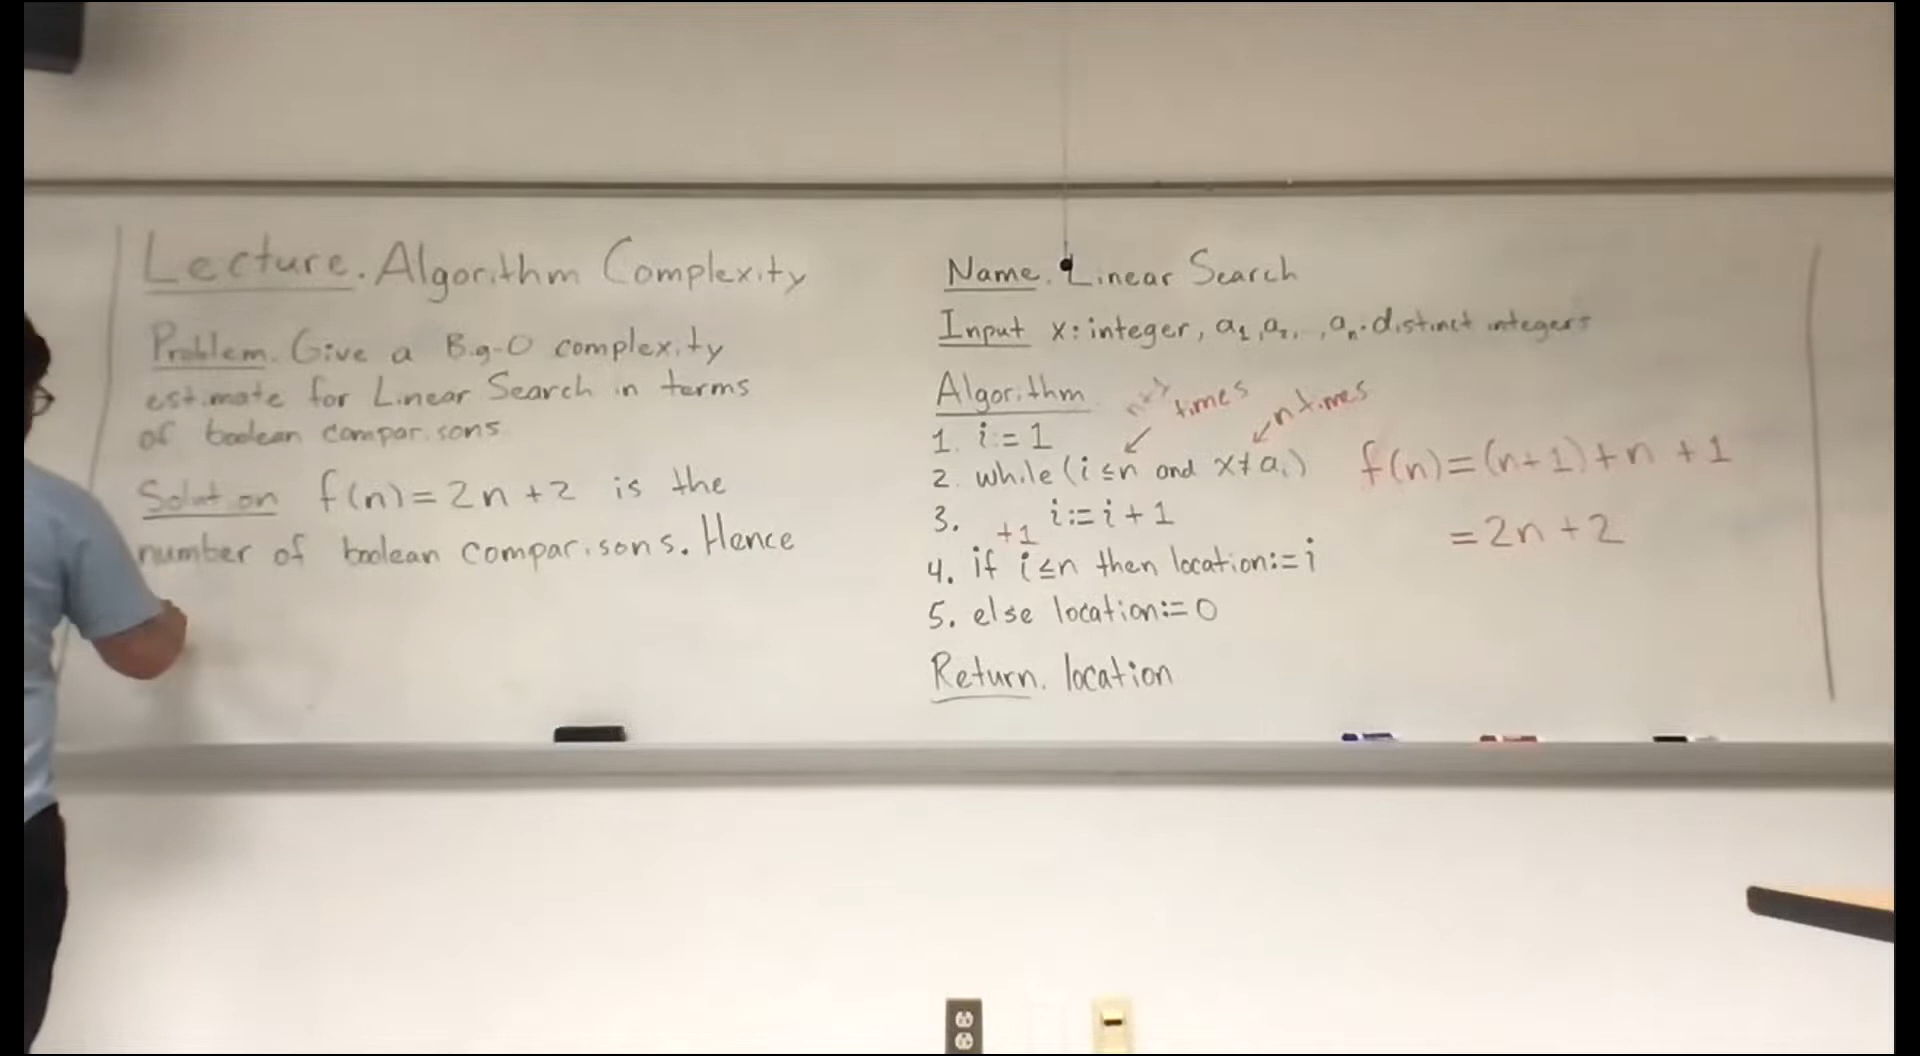 Lecture. Algorithm Complexity
Problem. Give a Big-O complexity
estimate for Linear Search in terms
of boolean comparisons.
Solution f(n)=2n+2 is the
number of boolean comparisons. Hence
Name. Linear Search
Input x: integer, a₁,a₂, ,aₙ: distinct integers
Algorithm
n+1 times n times
1. i:=1
2. while (i≤n and x≠aᵢ) f(n)=(n+1)+n+1
3. i:=i+1
=2n+2
+1
4. if i≤n then location:=i
5. else location:=0
Return. location